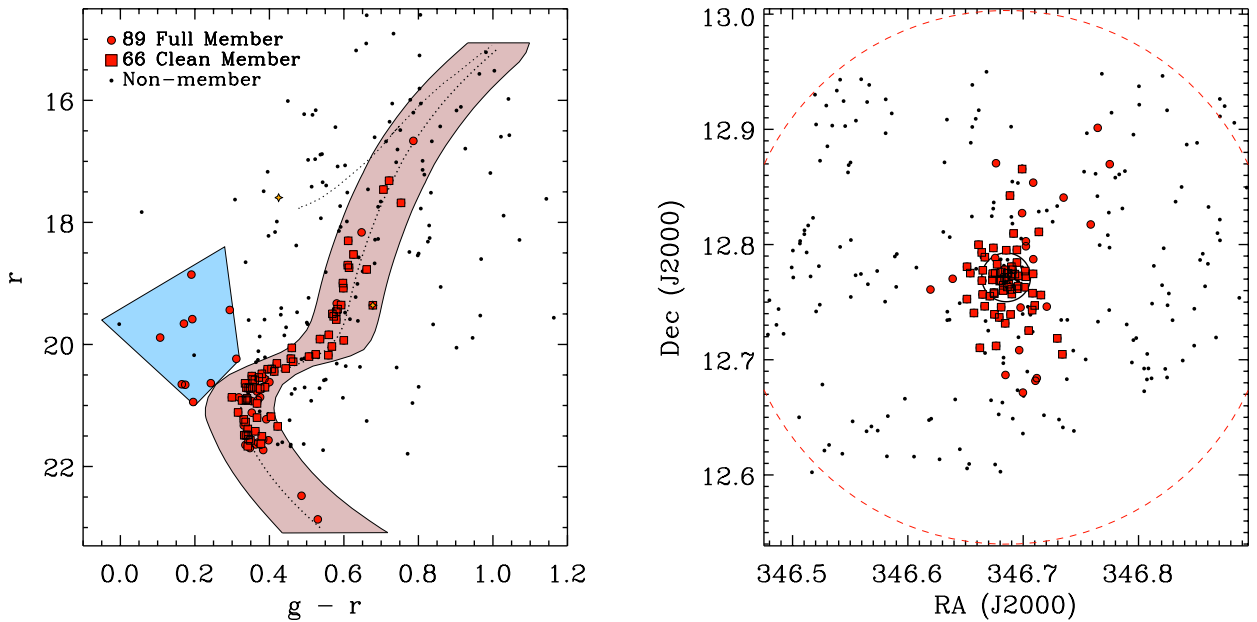 89 Full Member
66 Clean Member
Non-member
16
18
20
22
r
0.0 0.2 0.4 0.6 0.8 1.0 1.2
g - r
13.0
12.9
12.8
12.7
12.6
Dec (J2000)
346.5 346.6 346.7 346.8
RA (J2000)